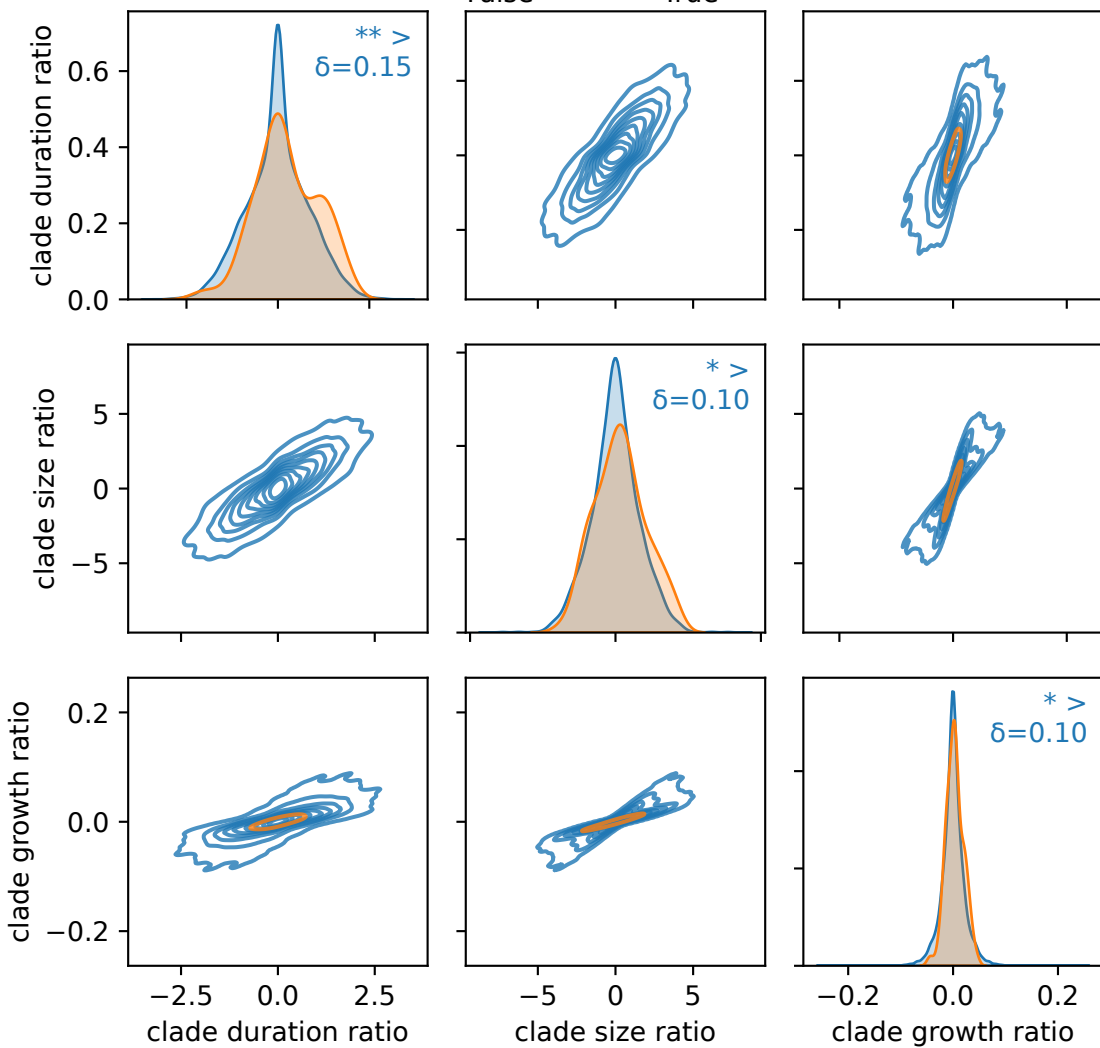 clade duration ratio
0.6
0.4
0.2
0.0
** >
δ=0.15
clade size ratio
5
0
−5
* >
δ=0.10
clade growth ratio
0.2
0.0
−0.2
* >
δ=0.10
−2.5 0.0 2.5
−5 0 5
−0.2 0.0 0.2
clade duration ratio
clade size ratio
clade growth ratio